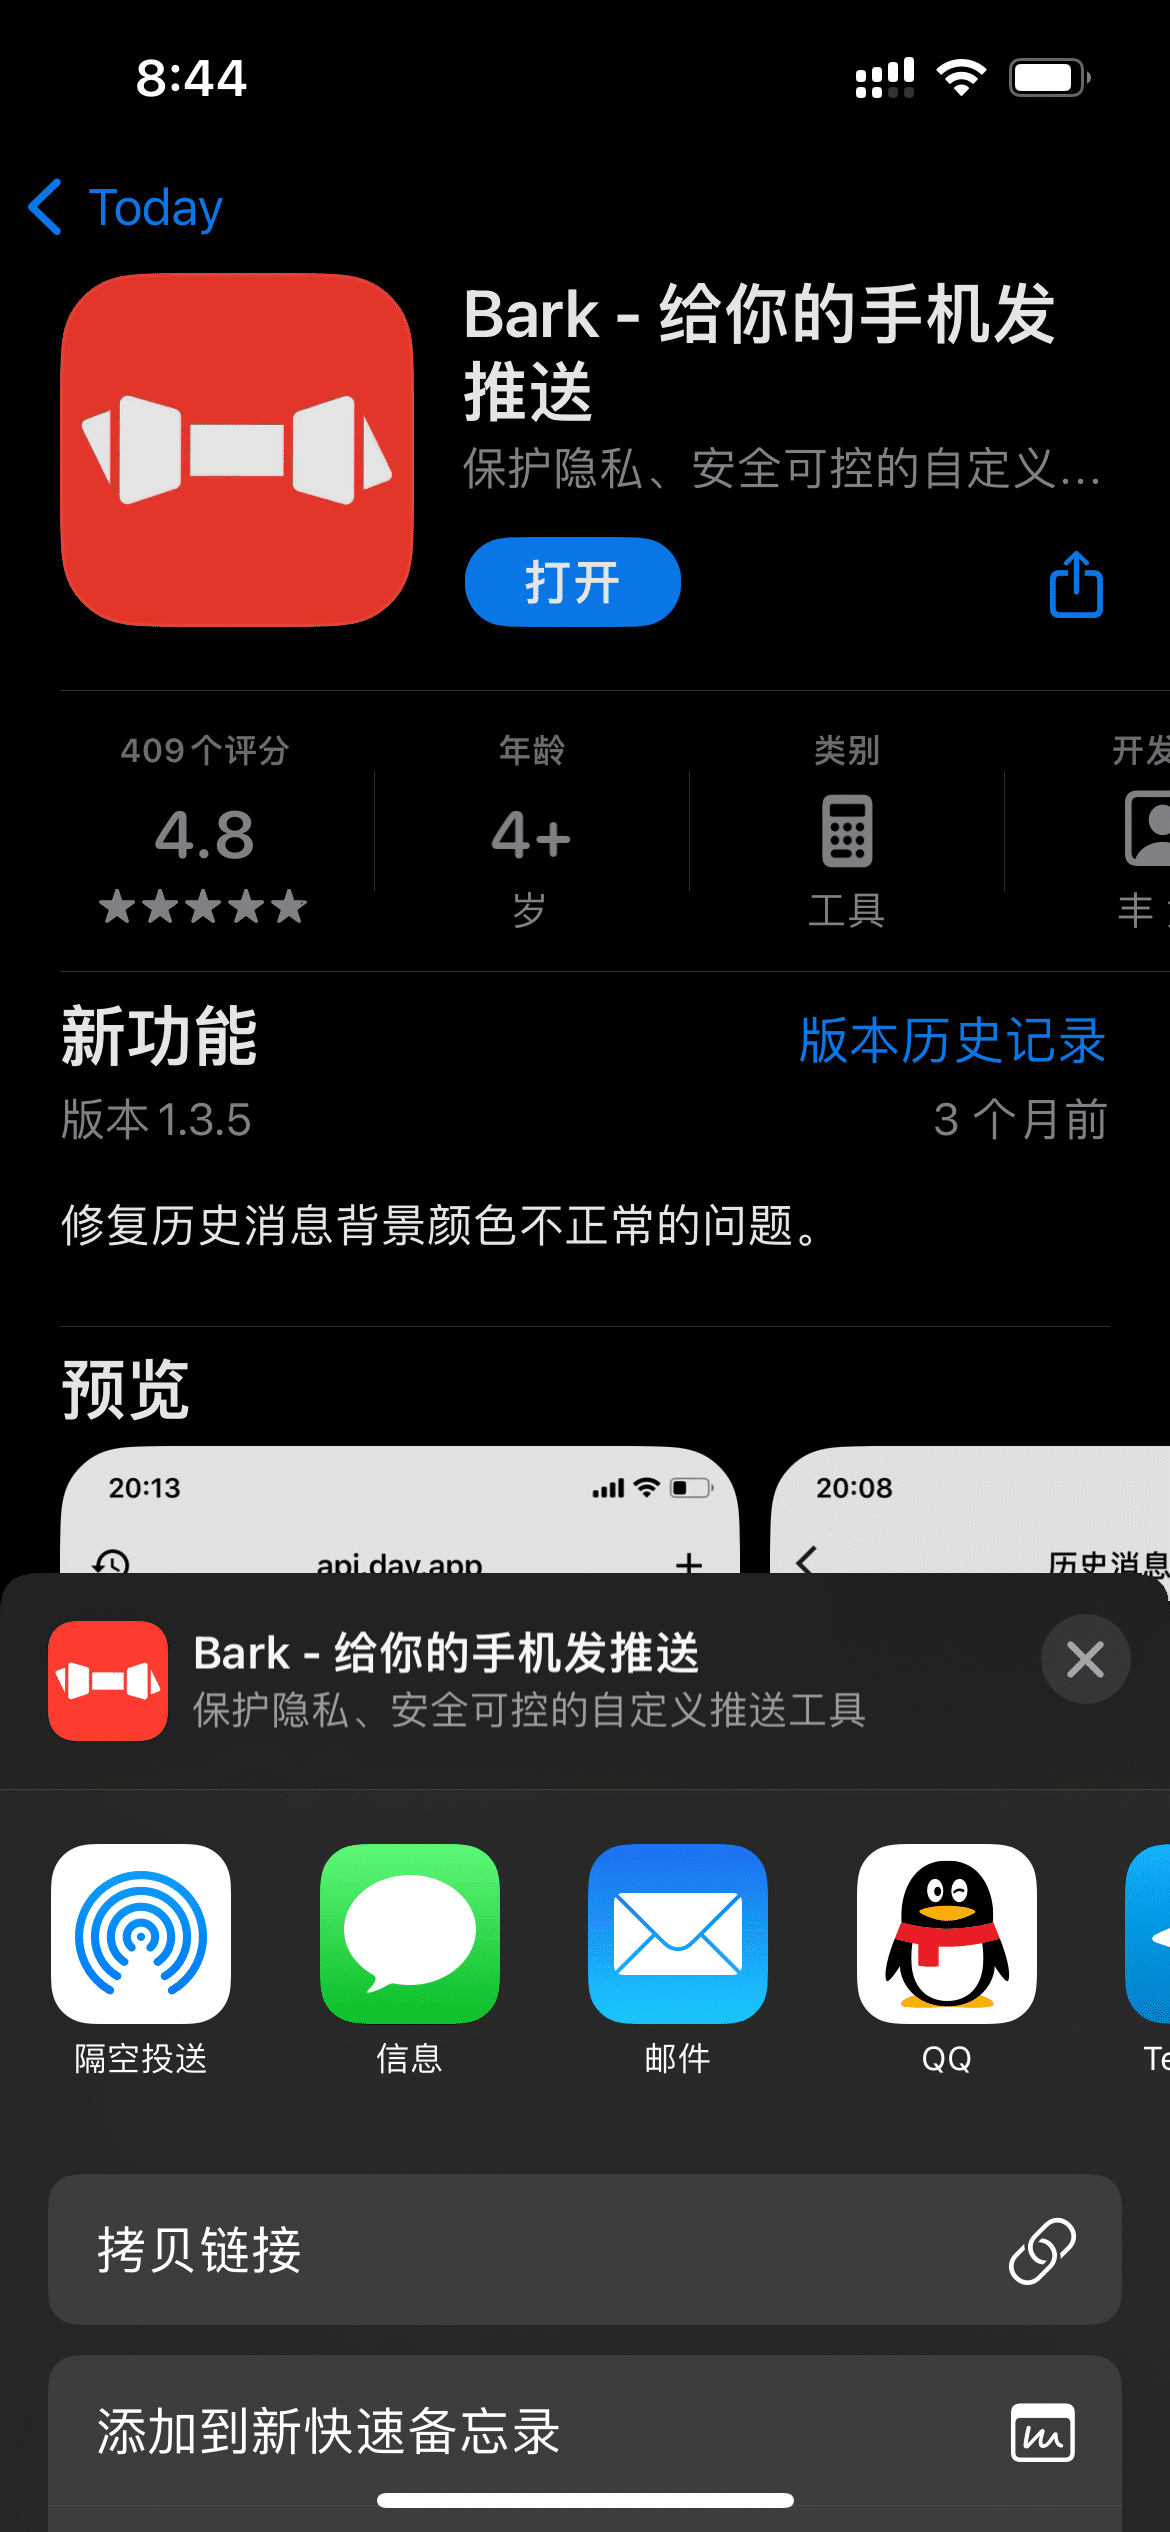 8:44
Today
Bark - 给你的手机发
推送
保护隐私、安全可控的自定义...
打开
409个评分
年龄
类别
开发
4.8
4+
岁
工具
丰
新功能
版本历史记录
版本 1.3.5
3 个月前
修复历史消息背景颜色不正常的问题。
预览
20:13
20:08
api.day.app
历史消息
Bark - 给你的手机发推送
保护隐私、安全可控的自定义推送工具
隔空投送
信息
邮件
QQ
Te
拷贝链接
添加到新快速备忘录